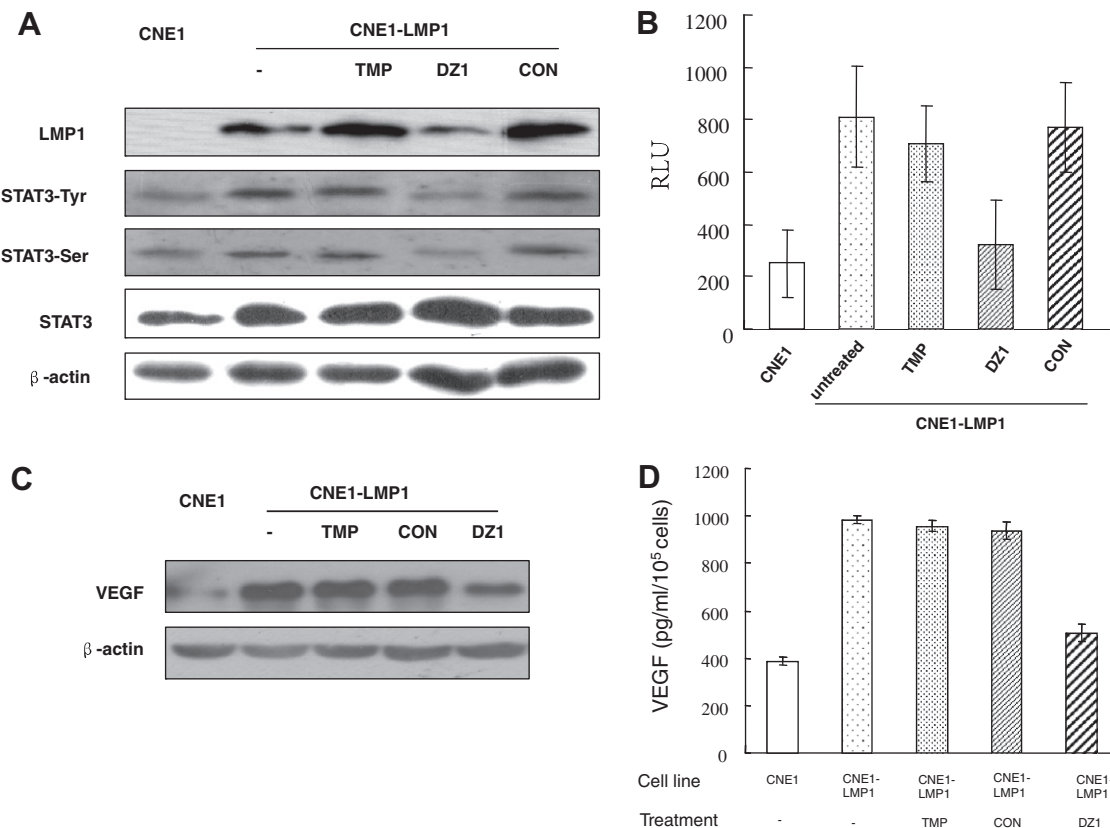 A
CNE1
CNE1-LMP1
- TMP DZ1 CON
LMP1
STAT3-Tyr
STAT3-Ser
STAT3
β-actin
B
RLU
1200
1000
800
600
400
200
0
CNE1
untreated
TMP
DZ1
CON
CNE1-LMP1
C
CNE1
CNE1-LMP1
- TMP CON DZ1
VEGF
β-actin
D
VEGF (pg/ml/10⁵ cells)
1200
1000
800
600
400
200
0
Cell line CNE1 CNE1-LMP1 CNE1-LMP1 CNE1-LMP1 CNE1-LMP1
Treatment - - TMP CON DZ1